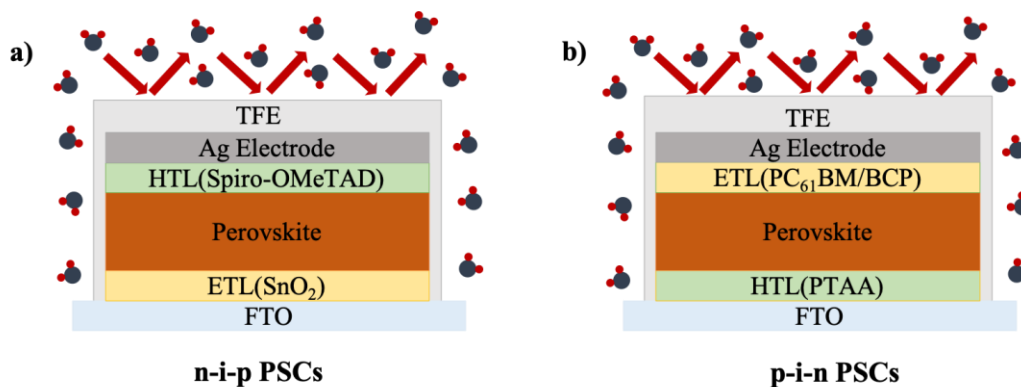 a)
TFE
Ag Electrode
HTL(Spiro-OMeTAD)
Perovskite
ETL(SnO₂)
FTO
n-i-p PSCs
b)
TFE
Ag Electrode
ETL(PC₆₁BM/BCP)
Perovskite
HTL(PTAA)
FTO
p-i-n PSCs